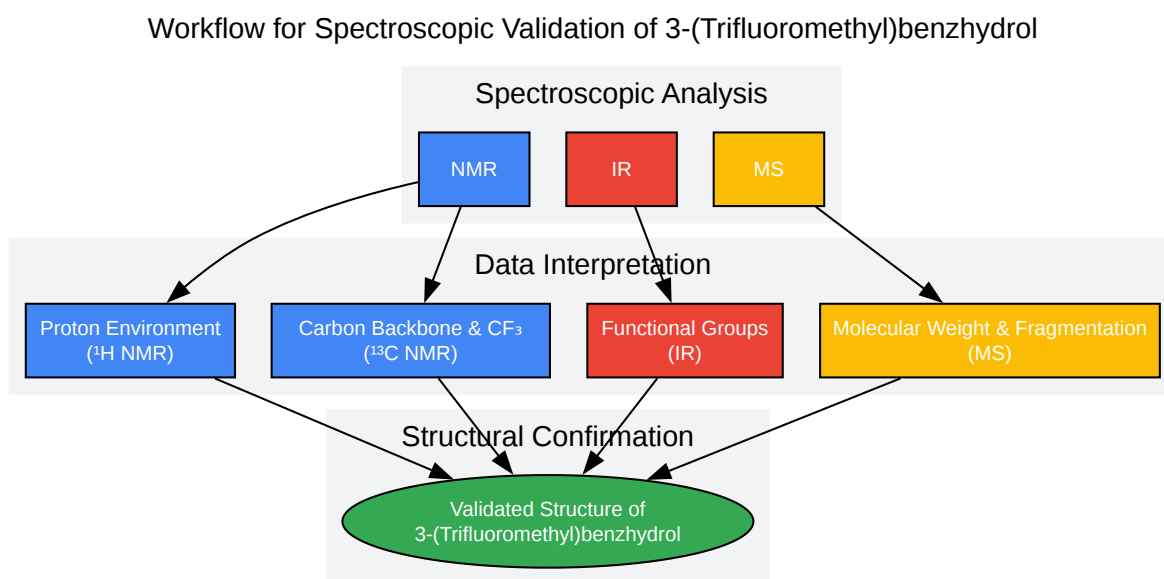 Workflow for Spectroscopic Validation of 3-(Trifluoromethyl)benzhydrol
Spectroscopic Analysis
NMR
IR
MS
Data Interpretation
Proton Environment
(¹H NMR)
Carbon Backbone & CF₃
(¹³C NMR)
Functional Groups
(IR)
Molecular Weight & Fragmentation
(MS)
Structural Confirmation
Validated Structure of
3-(Trifluoromethyl)benzhydrol